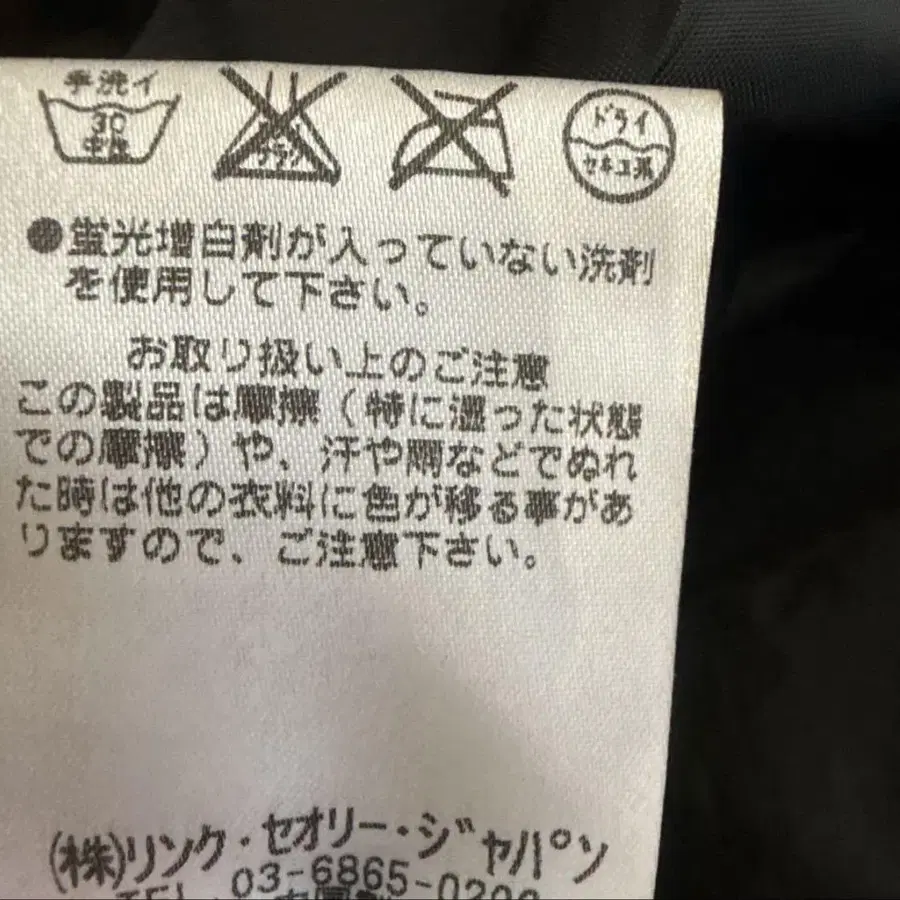 手洗イ
30
中性
ドライ
セキユ系
●蛍光増白剤が入っていない洗剤
を使用して下さい。
お取り扱い上のご注意
この製品は摩擦(特に湿った状態
での摩擦)や、汗や雨などでぬれ
た時は他の衣料に色が移る事があ
りますので、ご注意下さい。
(株)リンク・セオリー・ジャパン
TEL 03-6865-0206